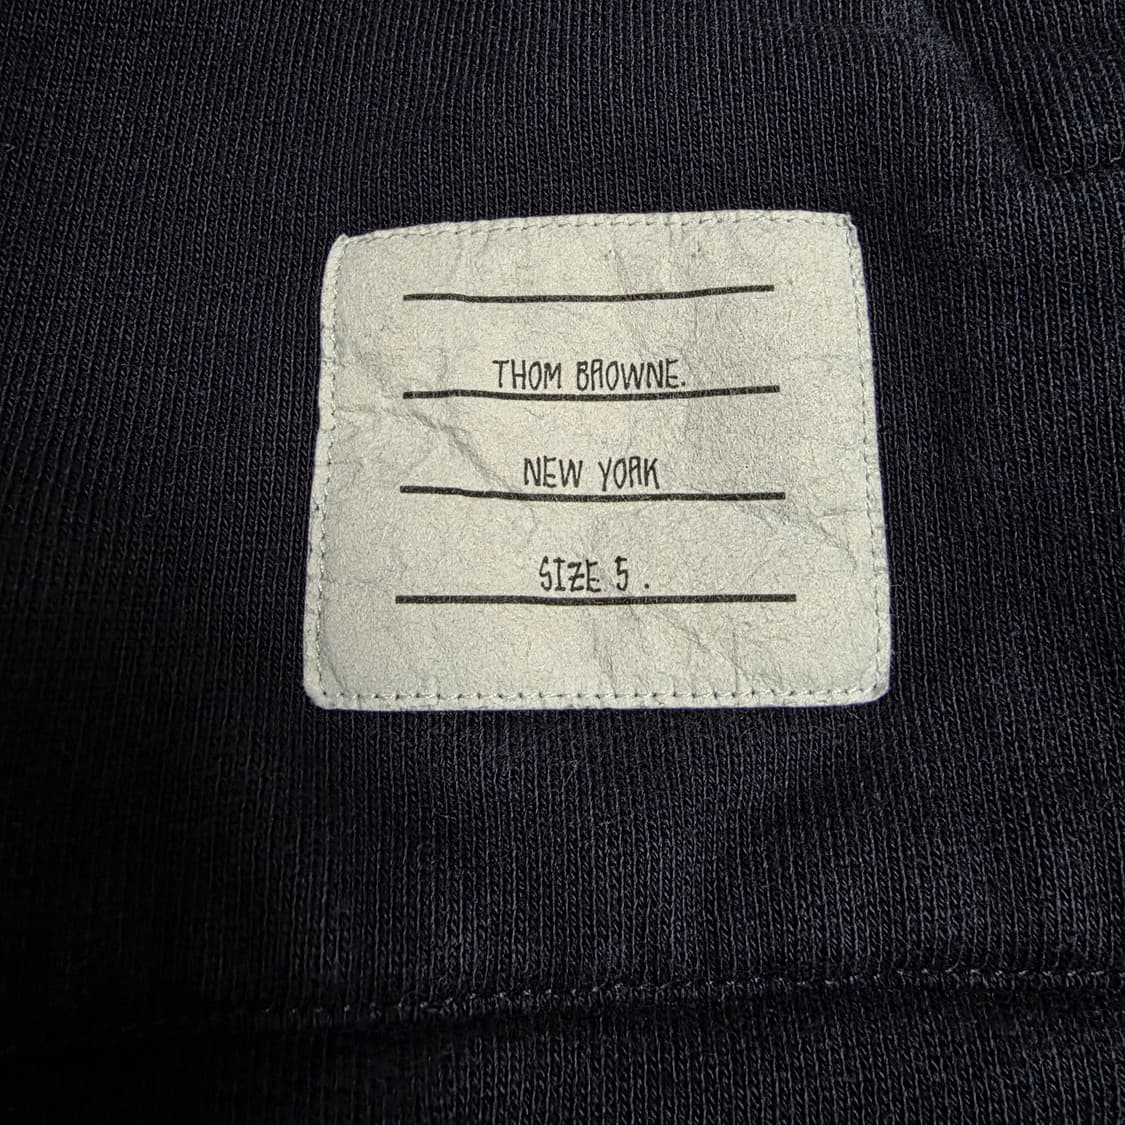 THOM BROWNE.
NEW YORK
SIZE 5 .